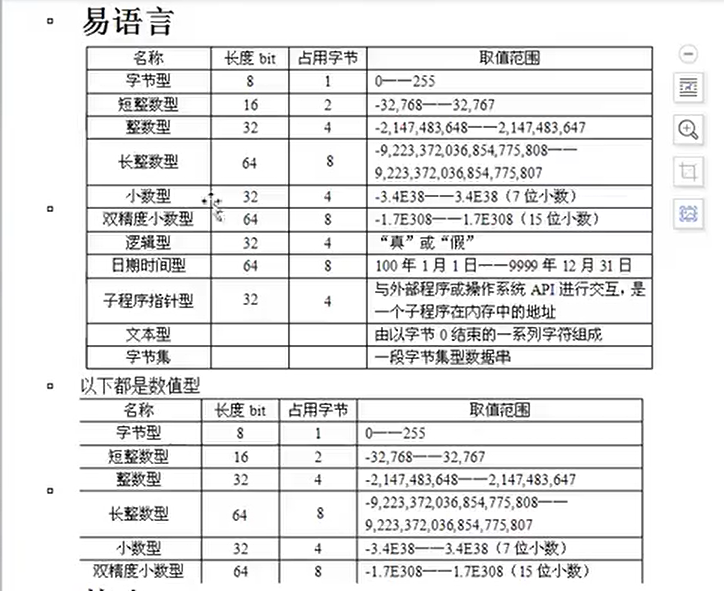 易语言
名称 长度 bit 占用字节 取值范围
字节型 8 1 0——255
短整数型 16 2 -32,768——32,767
整数型 32 4 -2,147,483,648——2,147,483,647
长整数型 64 8 -9,223,372,036,854,775,808——
9,223,372,036,854,775,807
小数型 32 4 -3.4E38——3.4E38（7 位小数）
双精度小数型 64 8 -1.7E308——1.7E308（15 位小数）
逻辑型 32 4 “真”或“假”
日期时间型 64 8 100 年 1 月 1 日——9999 年 12 月 31 日
子程序指针型 32 4 与外部程序或操作系统 API 进行交互，是
一个子程序在内存中的地址
文本型 由以字节 0 结束的一系列字符组成
字节集 一段字节集型数据串
以下都是数值型
名称 长度 bit 占用字节 取值范围
字节型 8 1 0——255
短整数型 16 2 -32,768——32,767
整数型 32 4 -2,147,483,648——2,147,483,647
长整数型 64 8 -9,223,372,036,854,775,808——
9,223,372,036,854,775,807
小数型 32 4 -3.4E38——3.4E38（7 位小数）
双精度小数型 64 8 -1.7E308——1.7E308（15 位小数）